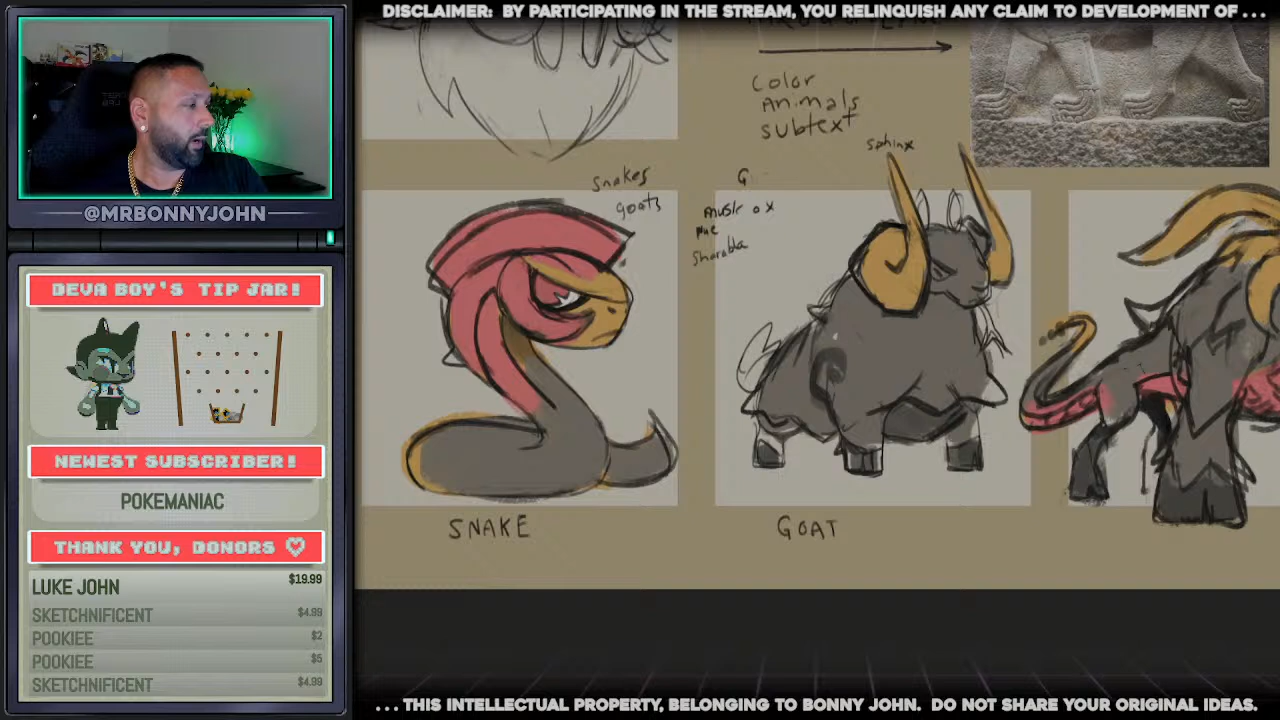 DISCLAIMER: BY PARTICIPATING IN THE STREAM, YOU RELINQUISH ANY CLAIM TO DEVELOPMENT OF . . .
Color
Animals
subtext
sphinx
snakes
goats
G
ox
@MRBONNYJOHN
DEVA BOY'S TIP JAR!
NEWEST SUBSCRIBER!
POKEMANIAC
THANK YOU, DONORS ♡
LUKE JOHN $19.99
SKETCHNIFICENT $4.99
POOKIEE $2
POOKIEE $5
SKETCHNIFICENT $4.99
SNAKE
GOAT
. . . THIS INTELLECTUAL PROPERTY, BELONGING TO BONNY JOHN. DO NOT SHARE YOUR ORIGINAL IDEAS.